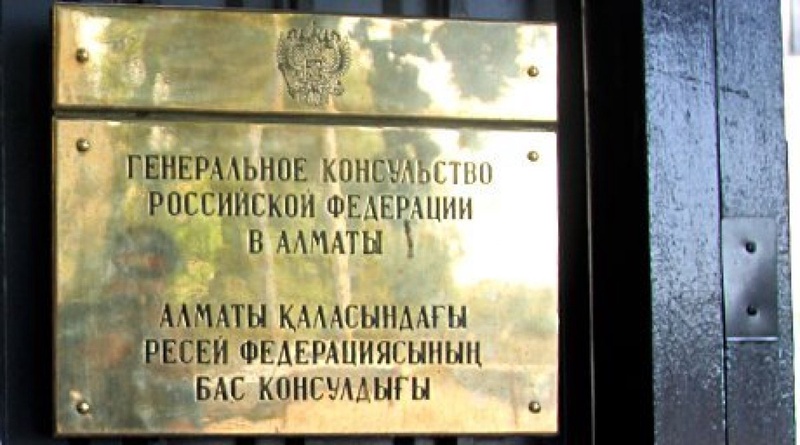 ГЕНЕРАЛЬНОЕ КОНСУЛЬСТВО
РОССИЙСКОЙ ФЕДЕРАЦИИ
В АЛМАТЫ
АЛМАТЫ ҚАЛАСЫНДАҒЫ
РЕСЕЙ ФЕДЕРАЦИЯСЫНЫҢ
БАС КОНСУЛДЫҒЫ